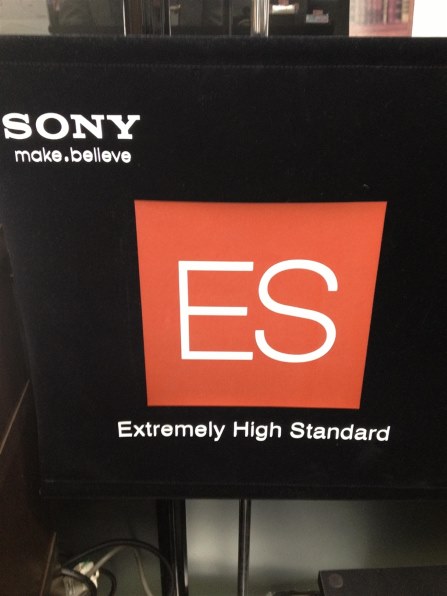 SONY
make.believe
ES
Extremely High Standard